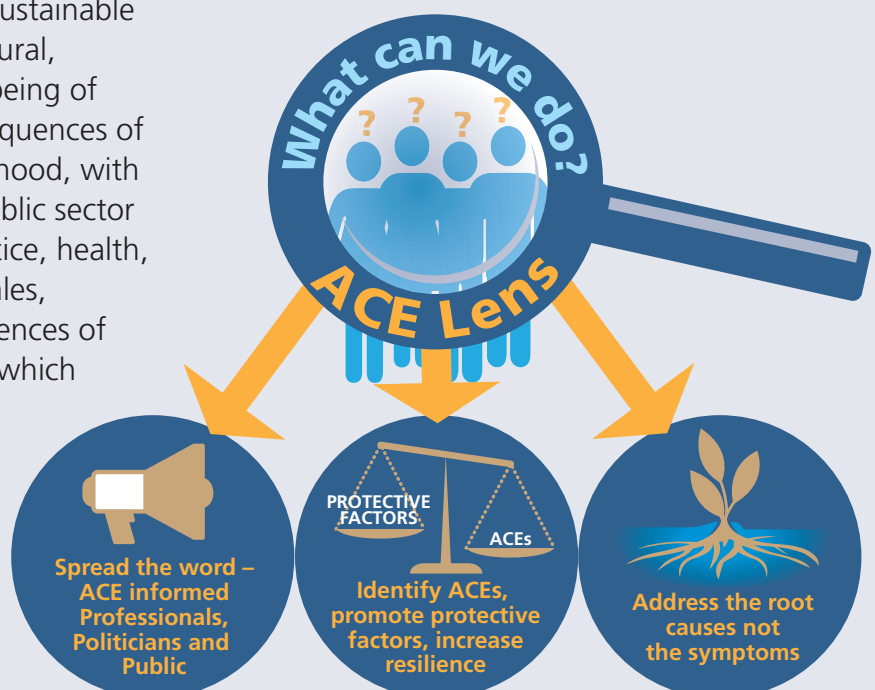 ustainable
ural,
being of
quences of
hood, with
blic sector
tice, health,
ales,
ences of
which
What can we do?
? ? ? ?
ACE Lens
Spread the word –
ACE informed
Professionals,
Politicians and
Public
PROTECTIVE
FACTORS
ACEs
Identify ACEs,
promote protective
factors, increase
resilience
Address the root
causes not
the symptoms